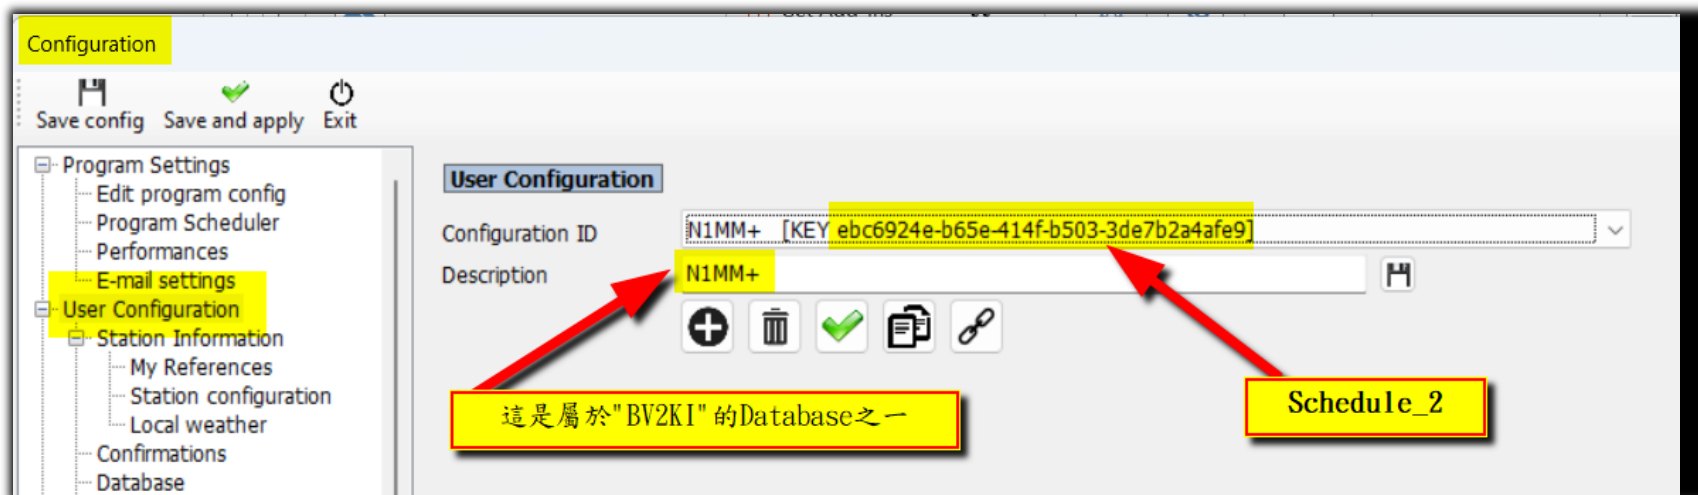 Configuration
Save config Save and apply Exit
Program Settings
Edit program config
Program Scheduler
Performances
E-mail settings
User Configuration
Station Information
My References
Station configuration
Local weather
Confirmations
Database
User Configuration
Configuration ID N1MM+ [KEY ebc6924e-b65e-414f-b503-3de7b2a4afe9]
Description N1MM+
這是屬於"BV2KI"的Database之一
Schedule_2